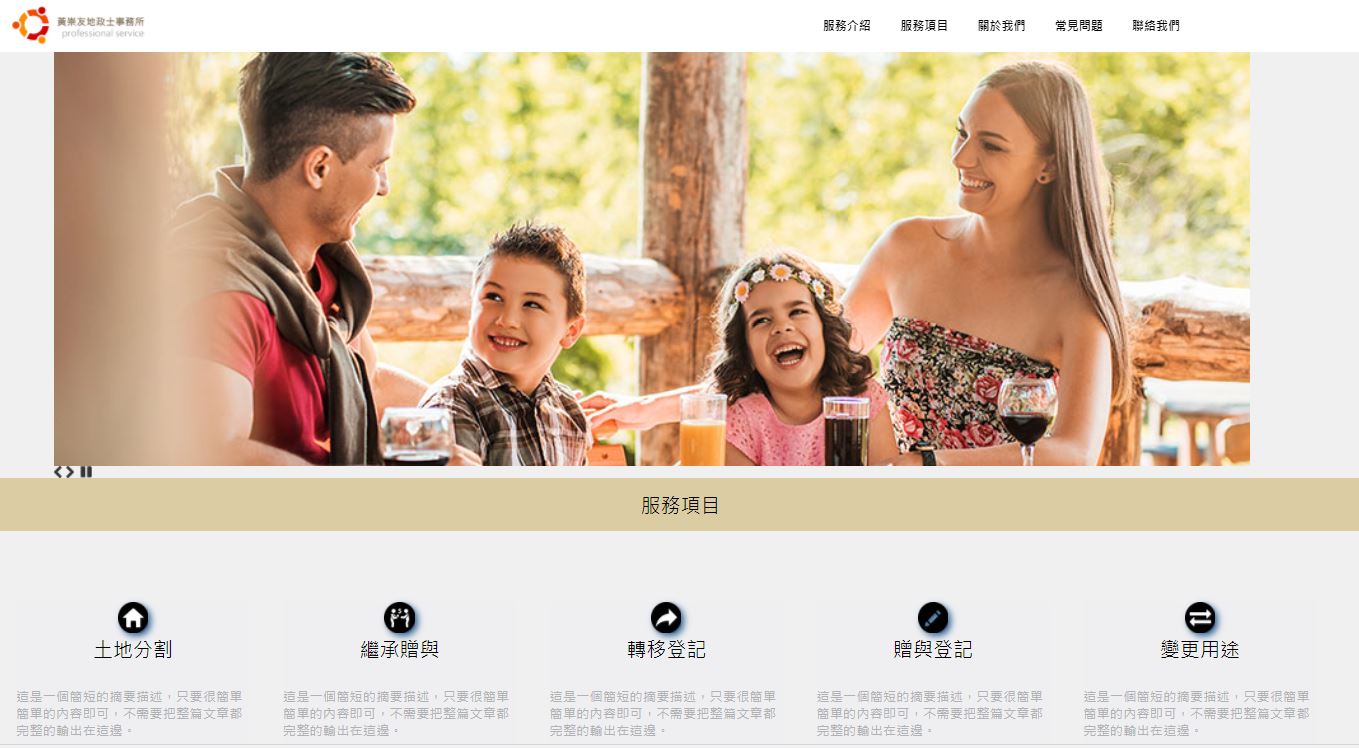 黃崇友地政士事務所
professional service
服務介紹 服務項目 關於我們 常見問題 聯絡我們
服務項目
土地分割 繼承贈與 轉移登記 贈與登記 變更用途
這是一個簡短的摘要描述，只要很簡單
簡單的內容即可，不需要把整篇文章都
完整的輸出在這邊。
這是一個簡短的摘要描述，只要很簡單
簡單的內容即可，不需要把整篇文章都
完整的輸出在這邊。
這是一個簡短的摘要描述，只要很簡單
簡單的內容即可，不需要把整篇文章都
完整的輸出在這邊。
這是一個簡短的摘要描述，只要很簡單
簡單的內容即可，不需要把整篇文章都
完整的輸出在這邊。
這是一個簡短的摘要描述，只要很簡單
簡單的內容即可，不需要把整篇文章都
完整的輸出在這邊。